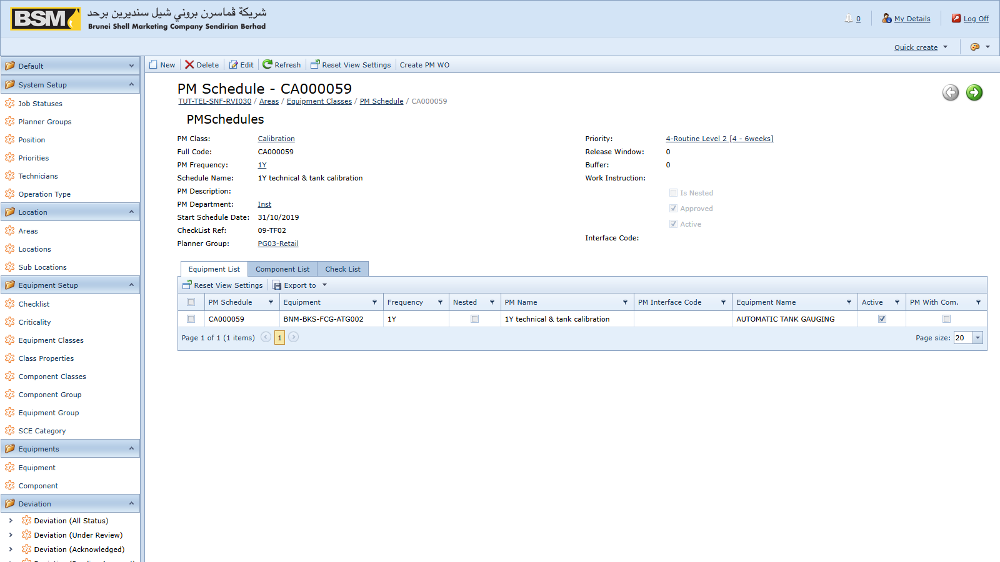 BSM
شريكة ڤماسرن بروني شيل سنديرين برحد
Brunei Shell Marketing Company Sendirian Berhad
0
My Details
Log Off
Quick create
Default
System Setup
Job Statuses
Planner Groups
Position
Priorities
Technicians
Operation Type
Location
Areas
Locations
Sub Locations
Equipment Setup
Checklist
Criticality
Equipment Classes
Class Properties
Component Classes
Component Group
Equipment Group
SCE Category
Equipments
Equipment
Component
Deviation
Deviation (All Status)
Deviation (Under Review)
Deviation (Acknowledged)
New Delete Edit Refresh Reset View Settings Create PM WO
PM Schedule - CA000059
TUT-TEL-SNF-RVI030 / Areas / Equipment Classes / PM Schedule / CA000059
PMSchedules
PM Class: Calibration
Full Code: CA000059
PM Frequency: 1Y
Schedule Name: 1Y technical & tank calibration
PM Description:
PM Department: Inst
Start Schedule Date: 31/10/2019
CheckList Ref: 09-TF02
Planner Group: PG03-Retail
Priority: 4-Routine Level 2 [4 - 6weeks]
Release Window: 0
Buffer: 0
Work Instruction:
Is Nested
Approved
Active
Interface Code:
Equipment List Component List Check List
Reset View Settings Export to
PM Schedule Equipment Frequency Nested PM Name PM Interface Code Equipment Name Active PM With Com.
CA000059 BNM-BKS-FCG-ATG002 1Y 1Y technical & tank calibration AUTOMATIC TANK GAUGING
Page 1 of 1 (1 items) 1 Page size: 20